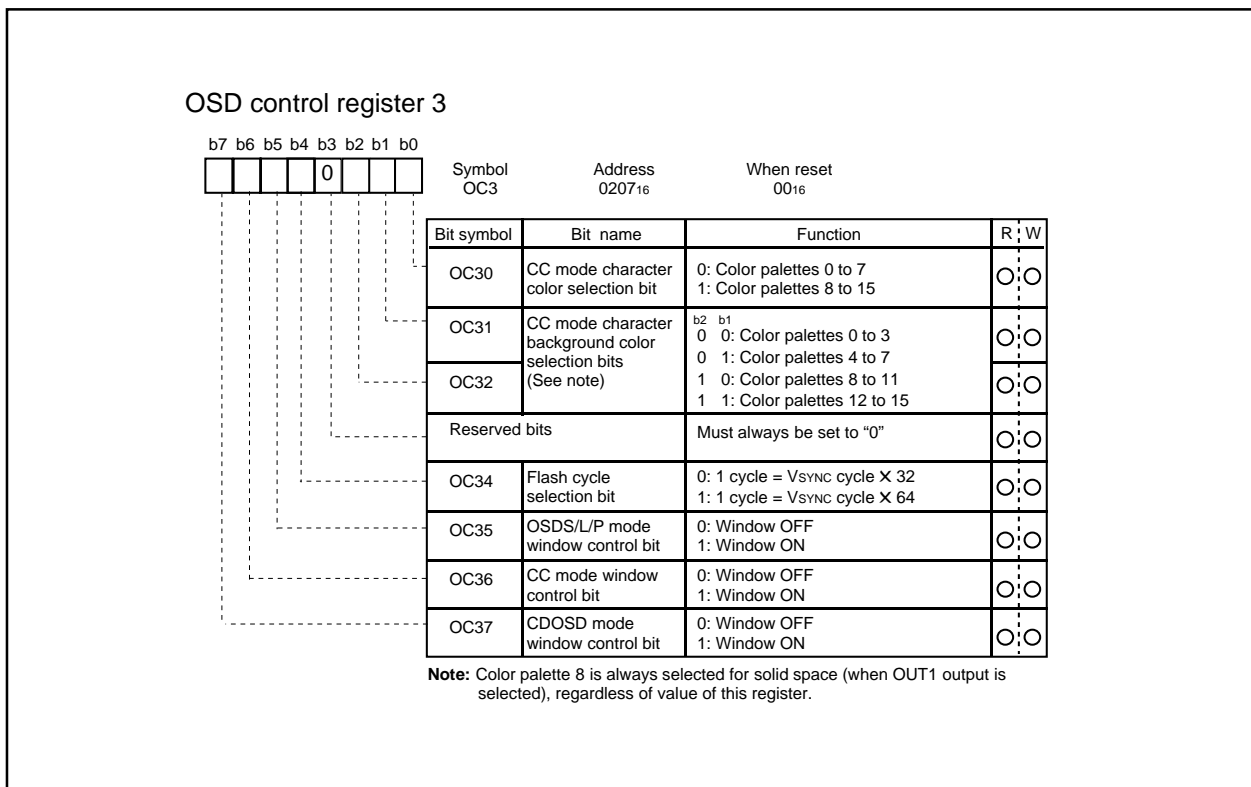 OSD control register 3
b7 b6 b5 b4 b3 b2 b1 b0
0
Symbol Address When reset
OC3 020716 0016
Bit symbol Bit name Function R W
OC30 CC mode character color selection bit 0: Color palettes 0 to 7
1: Color palettes 8 to 15
OC31 CC mode character
background color
selection bits
(See note)
b2 b1
0 0: Color palettes 0 to 3
0 1: Color palettes 4 to 7
OC32
1 0: Color palettes 8 to 11
1 1: Color palettes 12 to 15
Reserved bits Must always be set to “0”
OC34 Flash cycle
selection bit
0: 1 cycle = VSYNC cycle X 32
1: 1 cycle = VSYNC cycle X 64
OC35 OSDS/L/P mode
window control bit
0: Window OFF
1: Window ON
OC36 CC mode window
control bit
0: Window OFF
1: Window ON
OC37 CDOSD mode
window control bit
0: Window OFF
1: Window ON
Note: Color palette 8 is always selected for solid space (when OUT1 output is
selected), regardless of value of this register.